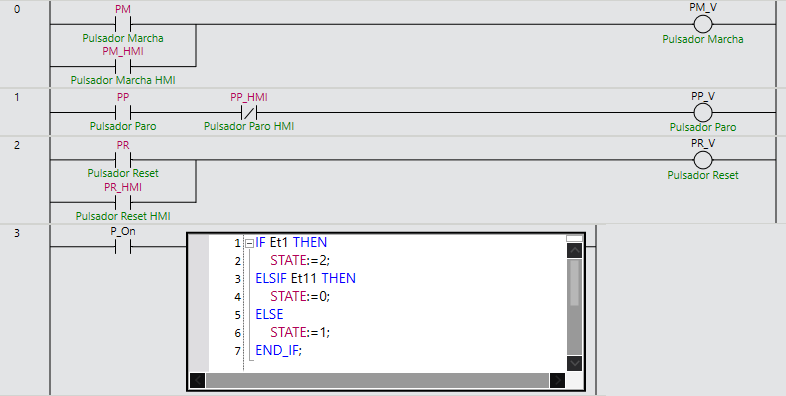 0
PM
PM_V
Pulsador Marcha
Pulsador Marcha
PM_HMI
Pulsador Marcha HMI
1
PP
PP_HMI
PP_V
Pulsador Paro
Pulsador Paro HMI
Pulsador Paro
2
PR
PR_V
Pulsador Reset
Pulsador Reset
PR_HMI
Pulsador Reset HMI
3
P_On
1 IF Et1 THEN
2 STATE:=2;
3 ELSIF Et11 THEN
4 STATE:=0;
5 ELSE
6 STATE:=1;
7 END_IF;